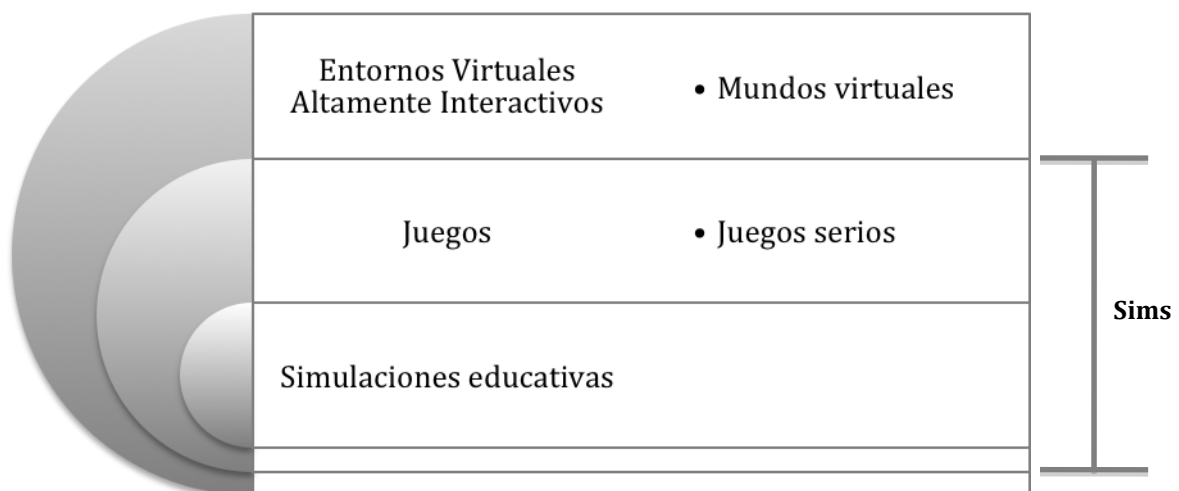 Entornos Virtuales
Altamente Interactivos
• Mundos virtuales
Juegos
• Juegos serios
Sims
Simulaciones educativas